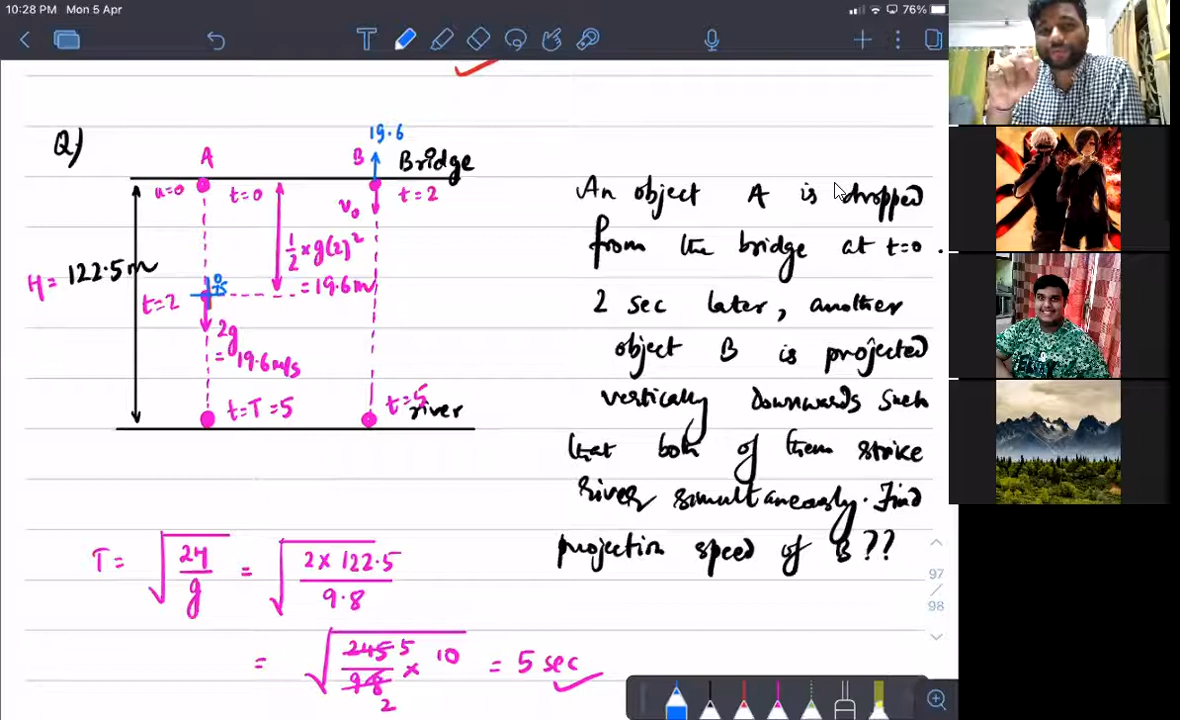 10:28 PM Mon 5 Apr
76%
Q)
A
B
19.6
Bridge
u=0
t=0
v₀
t=2
½×g(2)²
= 19.6m
H = 122.5m
t=2
2g
= 19.6m/s
t=T=5
t=5
river
An object A is dropped
from the bridge at t=0.
2 sec later, another
object B is projected
vertically downwards such
that both of them strike
river simultaneously. Find
projection speed of B??
T= √(2H/g) = √(2×122.5/9.8)
= √(245/98 5/2 × 10) = 5 sec
97
/
98